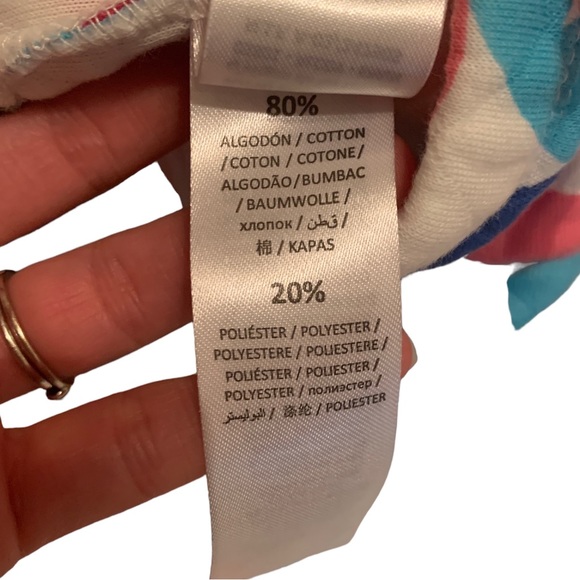 80%
ALGODÓN / COTTON
/ COTON / COTONE /
ALGODÃO / BUMBAC
/ BAUMWOLLE /
хлопок / قطن /
棉 / KAPAS
20%
POLIÉSTER / POLYESTER /
POLYESTERE / POLIESTERE /
POLIÉSTER / POLIESTER /
POLYESTER / полиэстер /
البوليستر / 涤纶 / POLIESTER